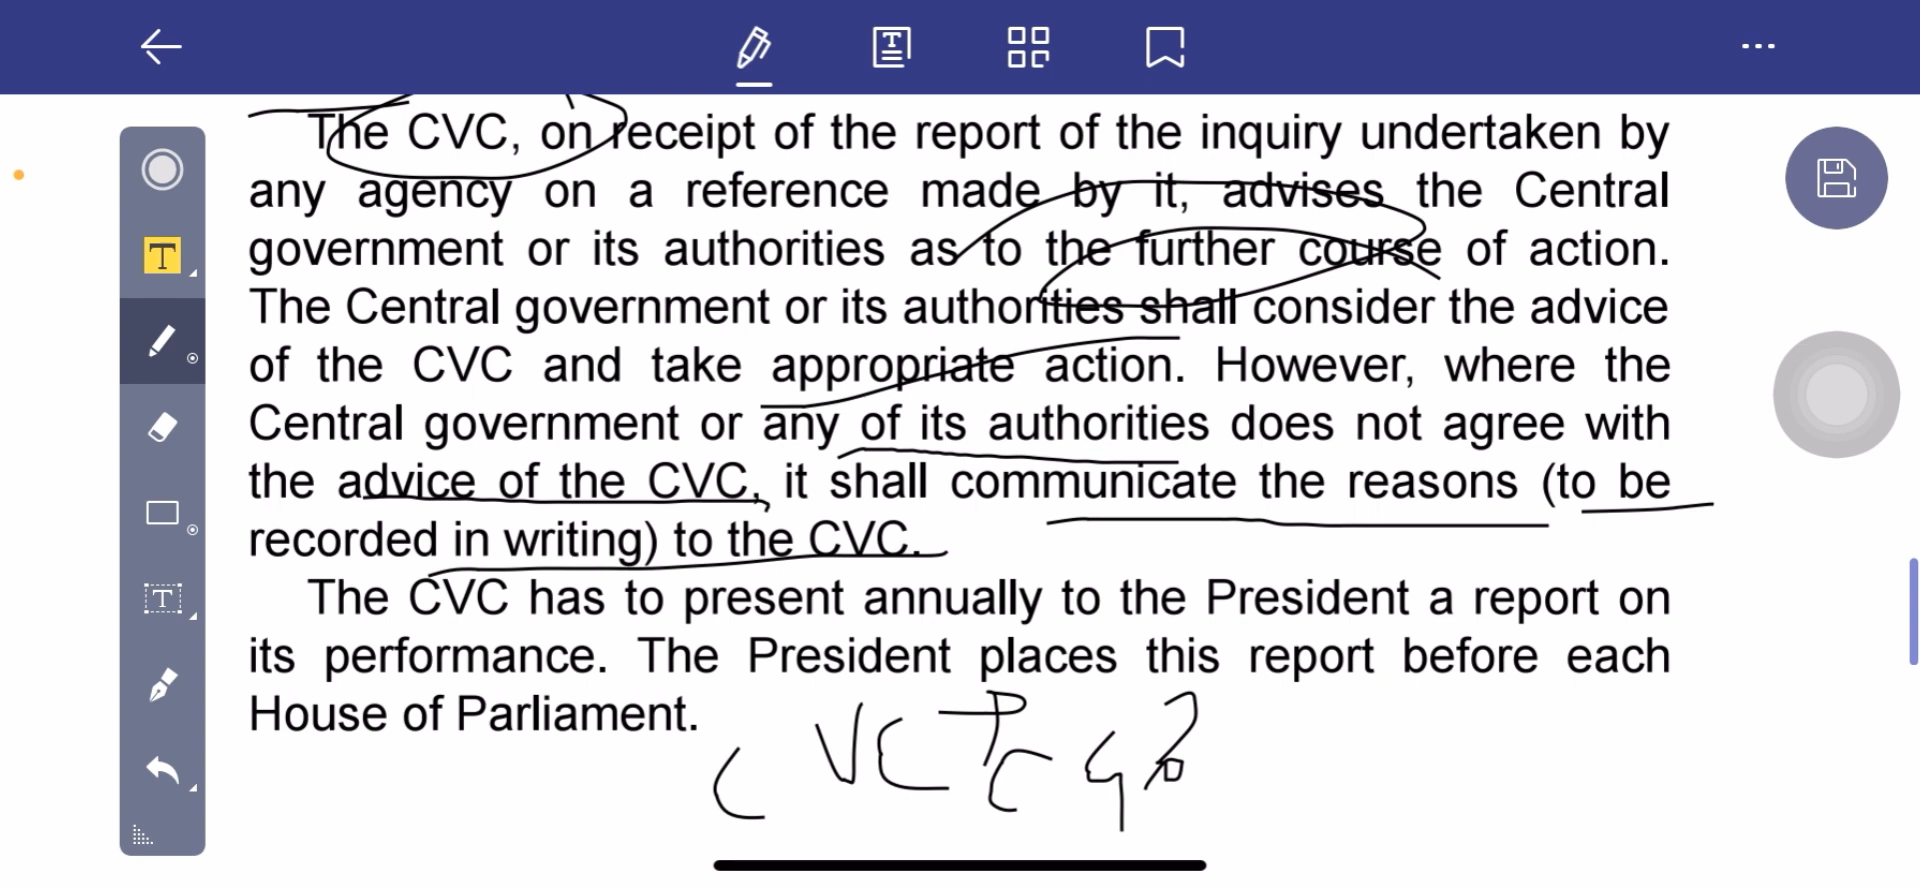 The CVC, on receipt of the report of the inquiry undertaken by
any agency on a reference made by it, advises the Central
government or its authorities as to the further course of action.
The Central government or its authorities shall consider the advice
of the CVC and take appropriate action. However, where the
Central government or any of its authorities does not agree with
the advice of the CVC, it shall communicate the reasons (to be
recorded in writing) to the CVC.
The CVC has to present annually to the President a report on
its performance. The President places this report before each
House of Parliament.
CVC